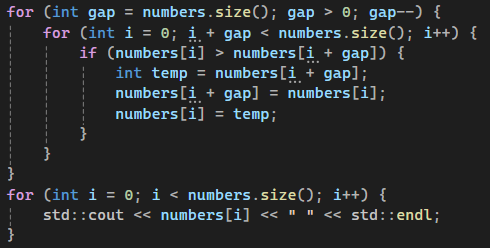 for (int gap = numbers.size(); gap > 0; gap--) {
    for (int i = 0; i + gap < numbers.size(); i++) {
        if (numbers[i] > numbers[i + gap]) {
            int temp = numbers[i + gap];
            numbers[i + gap] = numbers[i];
            numbers[i] = temp;
        }
    }
}
for (int i = 0; i < numbers.size(); i++) {
    std::cout << numbers[i] << " " << std::endl;
}